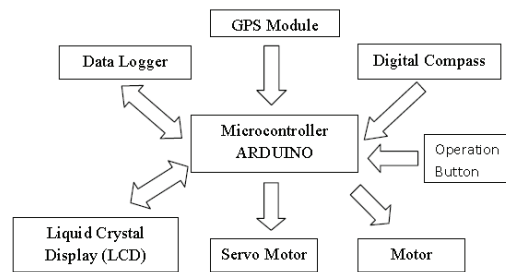 GPS Module
Data Logger
Digital Compass
Microcontroller
ARDUINO
Operation
Button
Liquid Crystal
Display (LCD)
Servo Motor
Motor